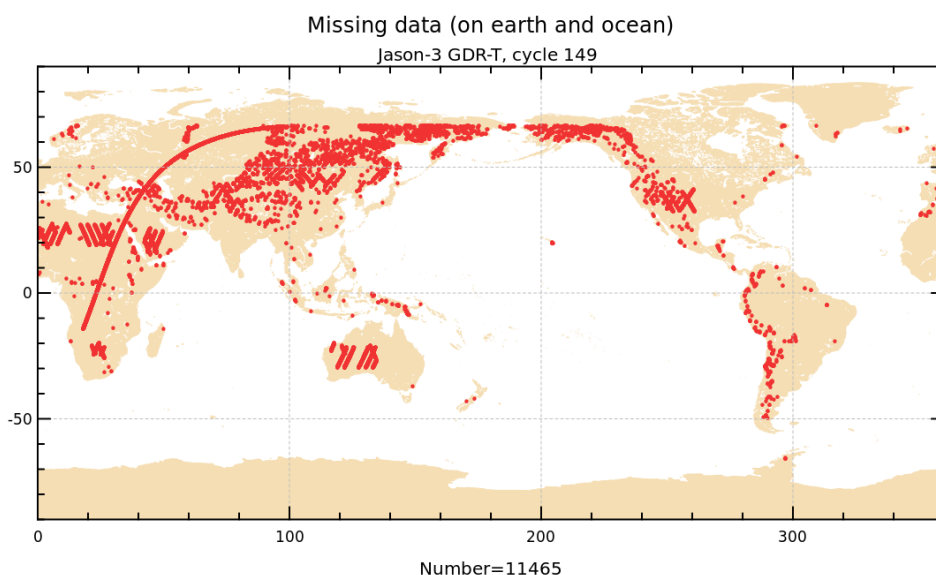 Missing data (on earth and ocean)
Jason-3 GDR-T, cycle 149
50
0
-50
0 100 200 300
Number=11465